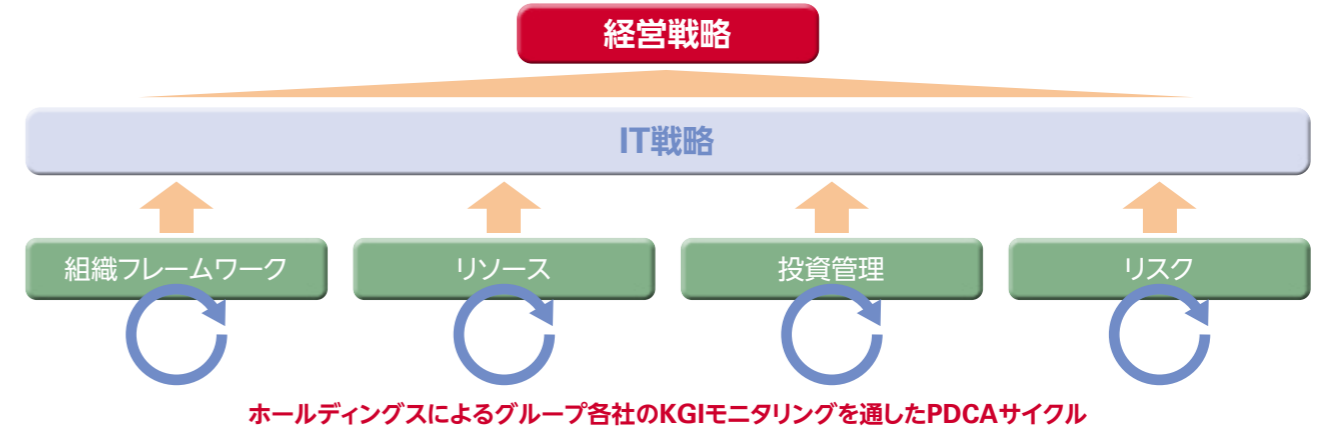 経営戦略
IT戦略
組織フレームワーク
リソース
投資管理
リスク
ホールディングスによるグループ各社のKGIモニタリングを通したPDCAサイクル